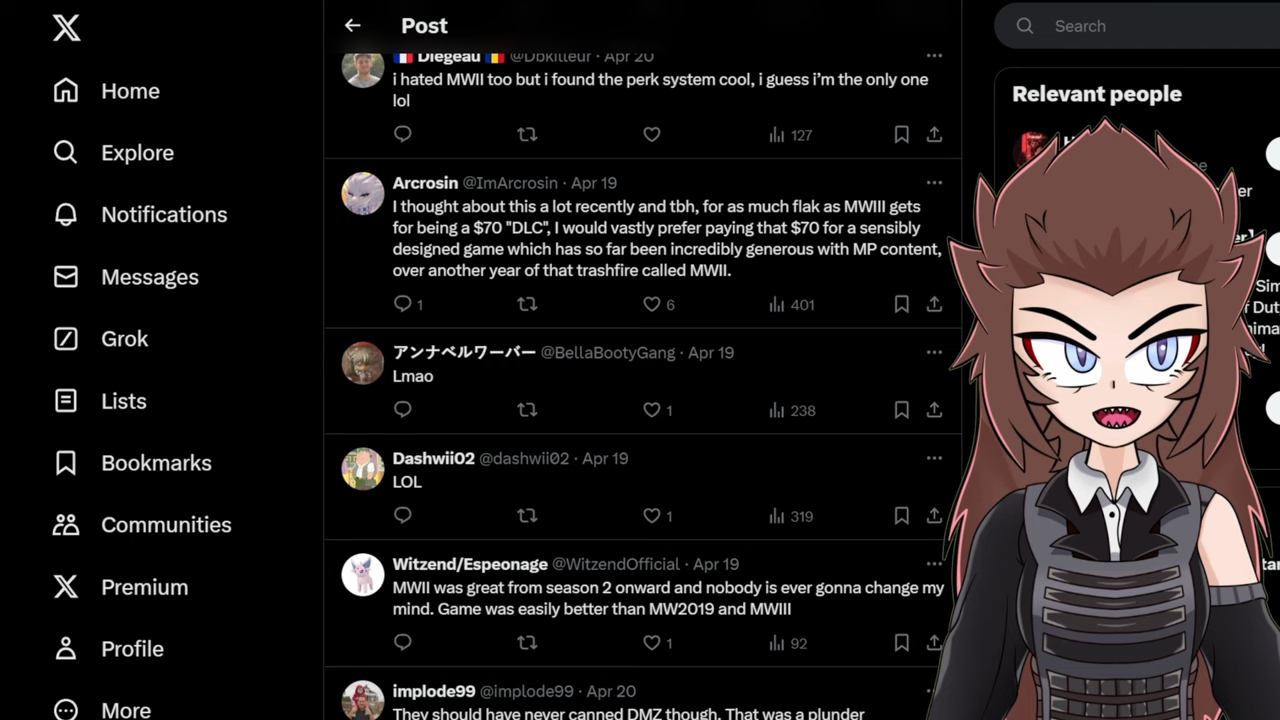 Home
Explore
Notifications
Messages
Grok
Lists
Bookmarks
Communities
Premium
Profile
More
Post
Diegeau @Dbkilleur · Apr 20
i hated MWII too but i found the perk system cool, i guess i’m the only one
lol
127
Arcrosin @ImArcrosin · Apr 19
I thought about this a lot recently and tbh, for as much flak as MWIII gets
for being a $70 "DLC", I would vastly prefer paying that $70 for a sensibly
designed game which has so far been incredibly generous with MP content,
over another year of that trashfire called MWII.
1 6 401
アンナベルワーバー @BellaBootyGang · Apr 19
Lmao
1 238
Dashwii02 @dashwii02 · Apr 19
LOL
1 319
Witzend/Espeonage @WitzendOfficial · Apr 19
MWII was great from season 2 onward and nobody is ever gonna change my
mind. Game was easily better than MW2019 and MWIII
1 92
implode99 @implode99 · Apr 20
They should have never canned DMZ though. That was a plunder
Search
Relevant people